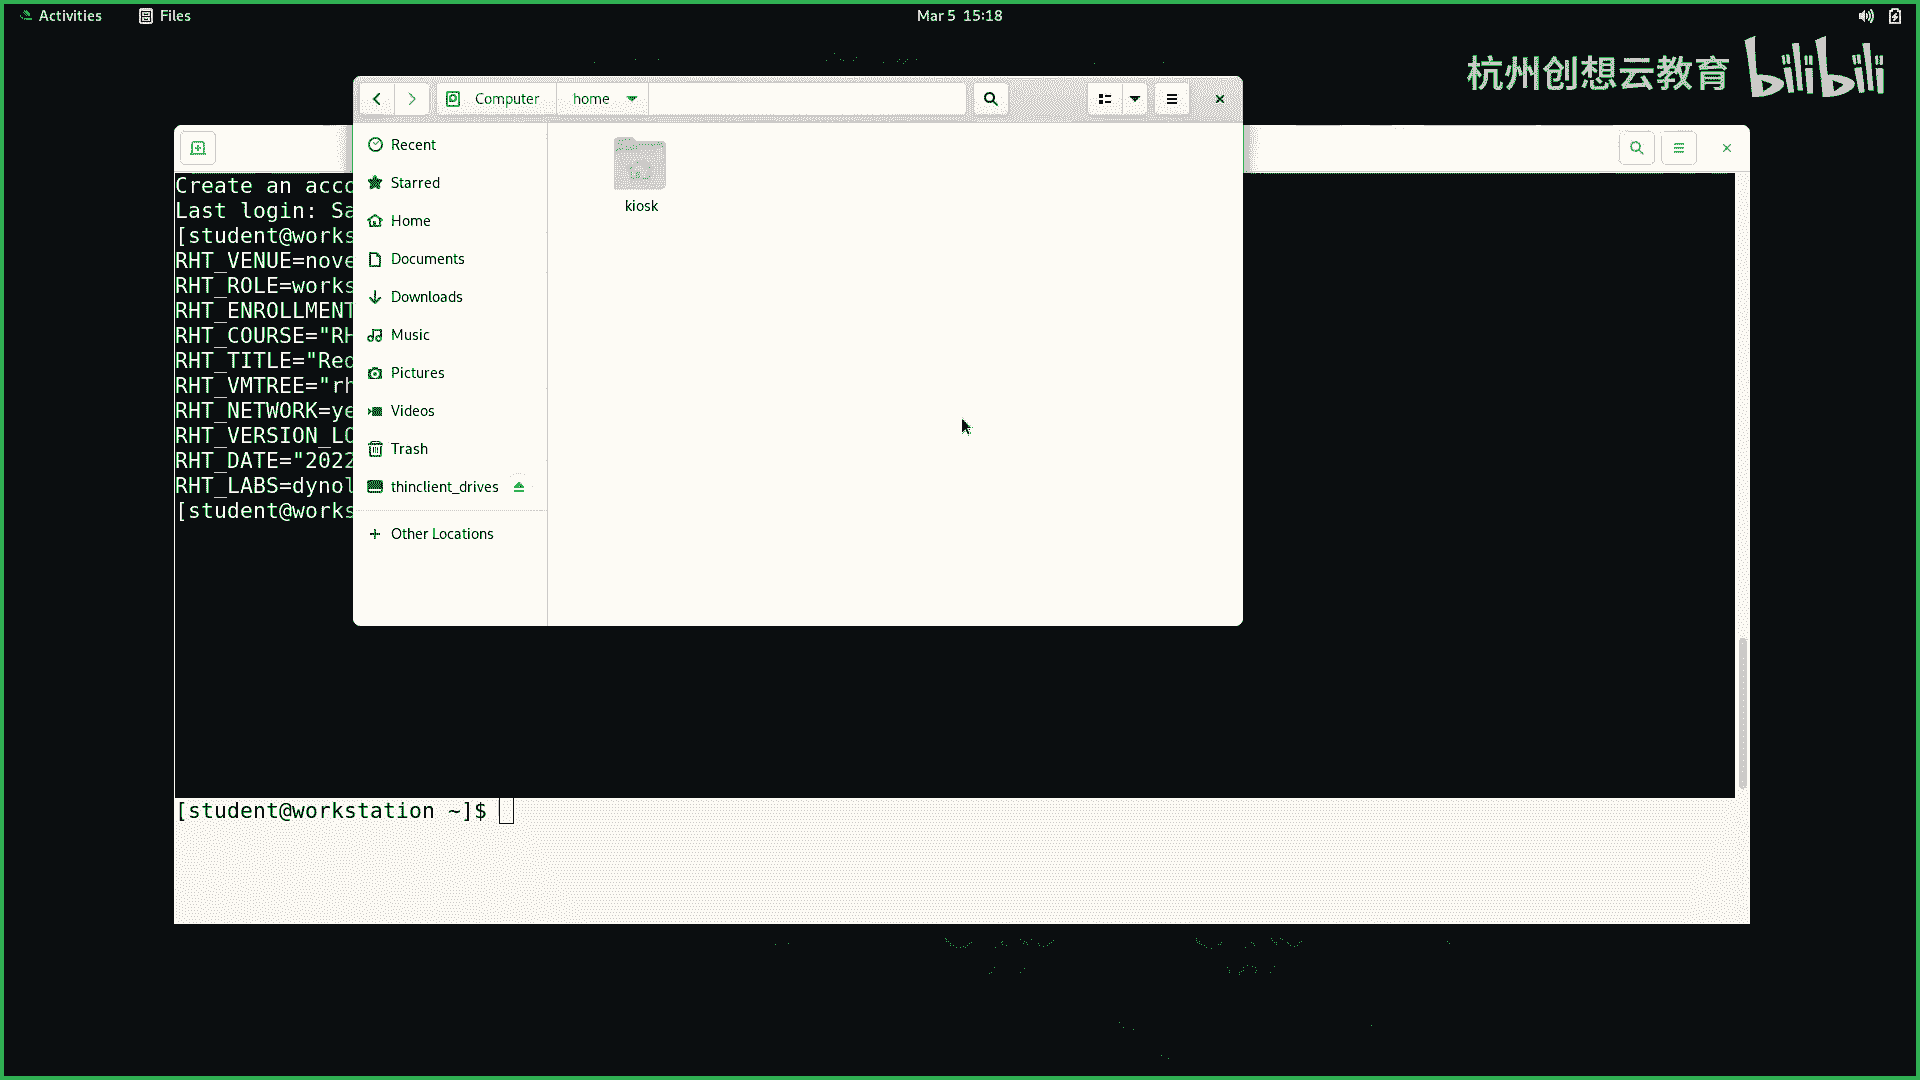 Activities
Files
Mar 5 15:18
杭州创想云教育 bilibili
Computer
home
Recent
Starred
Home
Documents
Downloads
Music
Pictures
Videos
Trash
thinclient_drives
Other Locations
kiosk
Create an acco
Last login: Sa
[student@works
RHT_VENUE=nove
RHT_ROLE=works
RHT_ENROLLMENT
RHT_COURSE="RH
RHT_TITLE="Red
RHT_VMTREE="rh
RHT_NETWORK=ye
RHT_VERSION_LO
RHT_DATE="2022
RHT_LABS=dynol
[student@works
[student@workstation ~]$